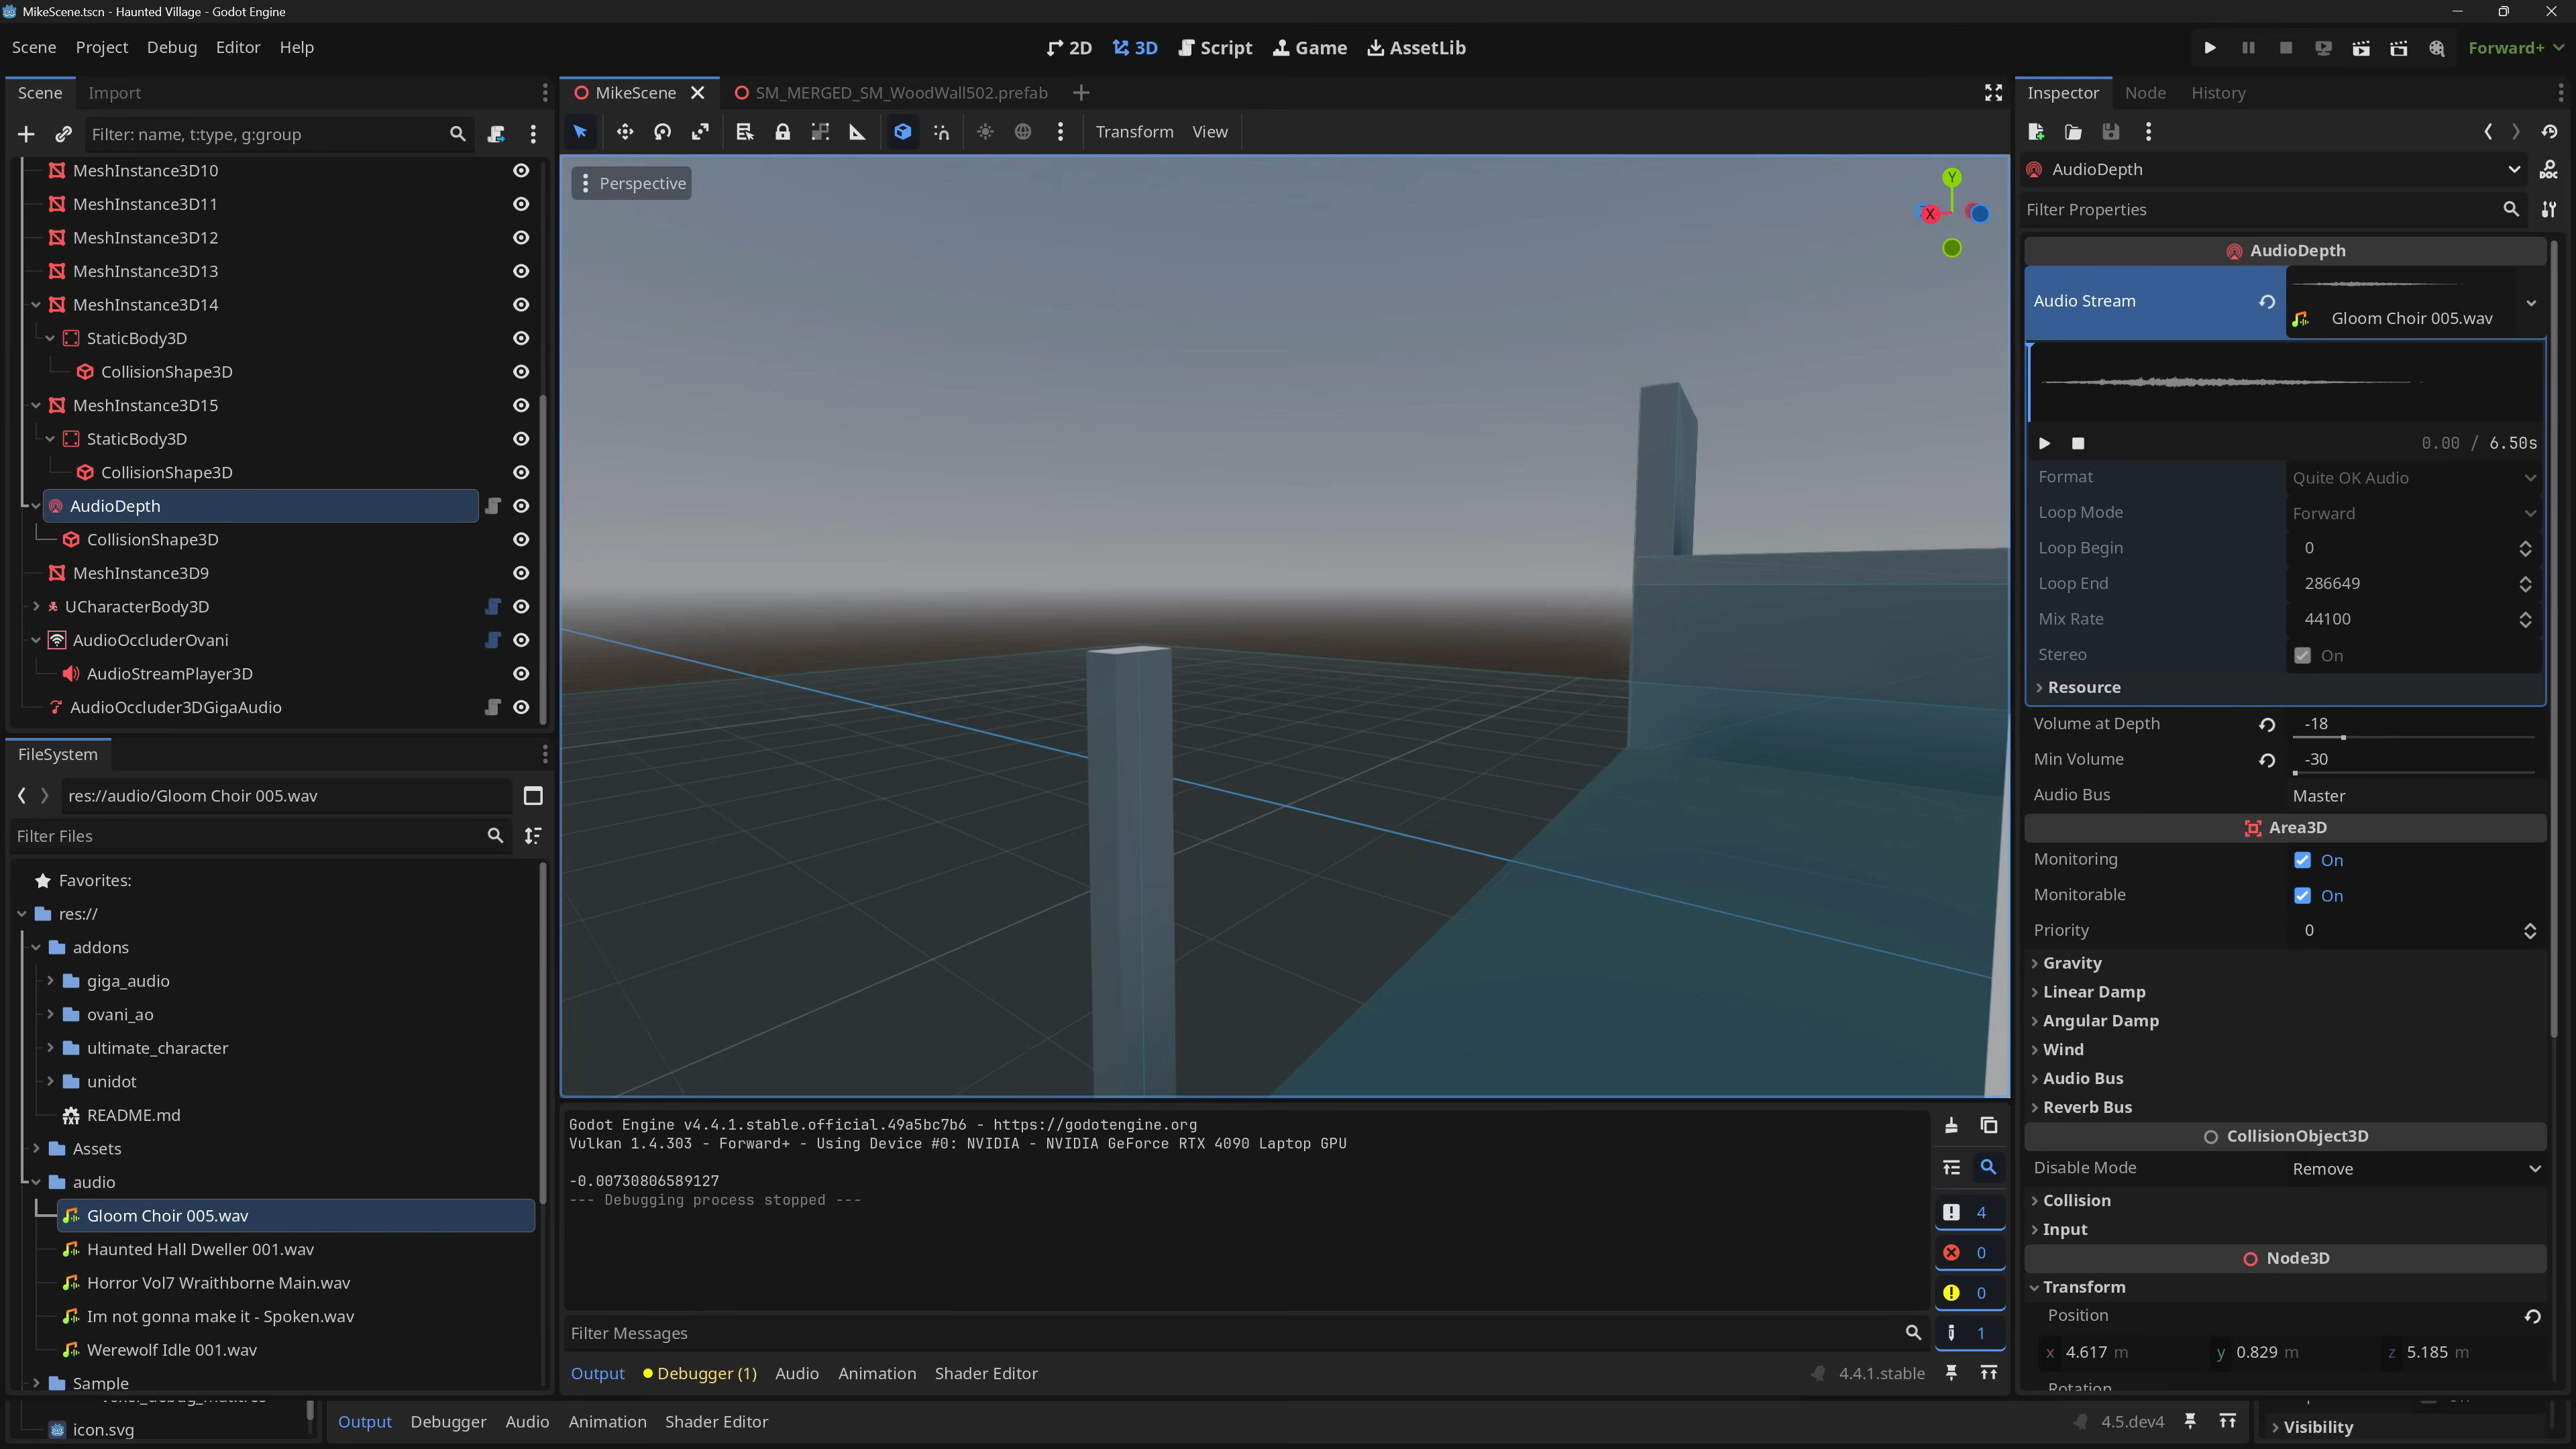 MikeScene.tscn - Haunted Village - Godot Engine
Scene Project Debug Editor Help
2D 3D Script Game AssetLib
Forward+
Scene Import
Filter: name, t:type, g:group
MeshInstance3D10
MeshInstance3D11
MeshInstance3D12
MeshInstance3D13
MeshInstance3D14
StaticBody3D
CollisionShape3D
MeshInstance3D15
StaticBody3D
CollisionShape3D
AudioDepth
CollisionShape3D
MeshInstance3D9
UCharacterBody3D
AudioOccluderOvani
AudioStreamPlayer3D
AudioOccluder3DGigaAudio
FileSystem
res://audio/Gloom Choir 005.wav
Filter Files
Favorites:
res://
addons
giga_audio
ovani_ao
ultimate_character
unidot
README.md
Assets
audio
Gloom Choir 005.wav
Haunted Hall Dweller 001.wav
Horror Vol7 Wraithborne Main.wav
Im not gonna make it - Spoken.wav
Werewolf Idle 001.wav
Sample
icon.svg
MikeScene SM_MERGED_SM_WoodWall502.prefab
Transform View
Perspective
Y
X
Godot Engine v4.4.1.stable.official.49a5bc7b6 - https://godotengine.org
Vulkan 1.4.303 - Forward+ - Using Device #0: NVIDIA - NVIDIA GeForce RTX 4090 Laptop GPU
-0.00730806589127
--- Debugging process stopped ---
4
0
0
1
Filter Messages
Output Debugger (1) Audio Animation Shader Editor
4.4.1.stable
Output Debugger Audio Animation Shader Editor
4.5.dev4
Inspector Node History
AudioDepth
DOC
Filter Properties
AudioDepth
Audio Stream
Gloom Choir 005.wav
0.00 / 6.50s
Format Quite OK Audio
Loop Mode Forward
Loop Begin 0
Loop End 286649
Mix Rate 44100
Stereo On
Resource
Volume at Depth -18
Min Volume -30
Audio Bus Master
Area3D
Monitoring On
Monitorable On
Priority 0
Gravity
Linear Damp
Angular Damp
Wind
Audio Bus
Reverb Bus
CollisionObject3D
Disable Mode Remove
Collision
Input
Node3D
Transform
Position
x 4.617 m y 0.829 m z 5.185 m
Rotation
Visibility